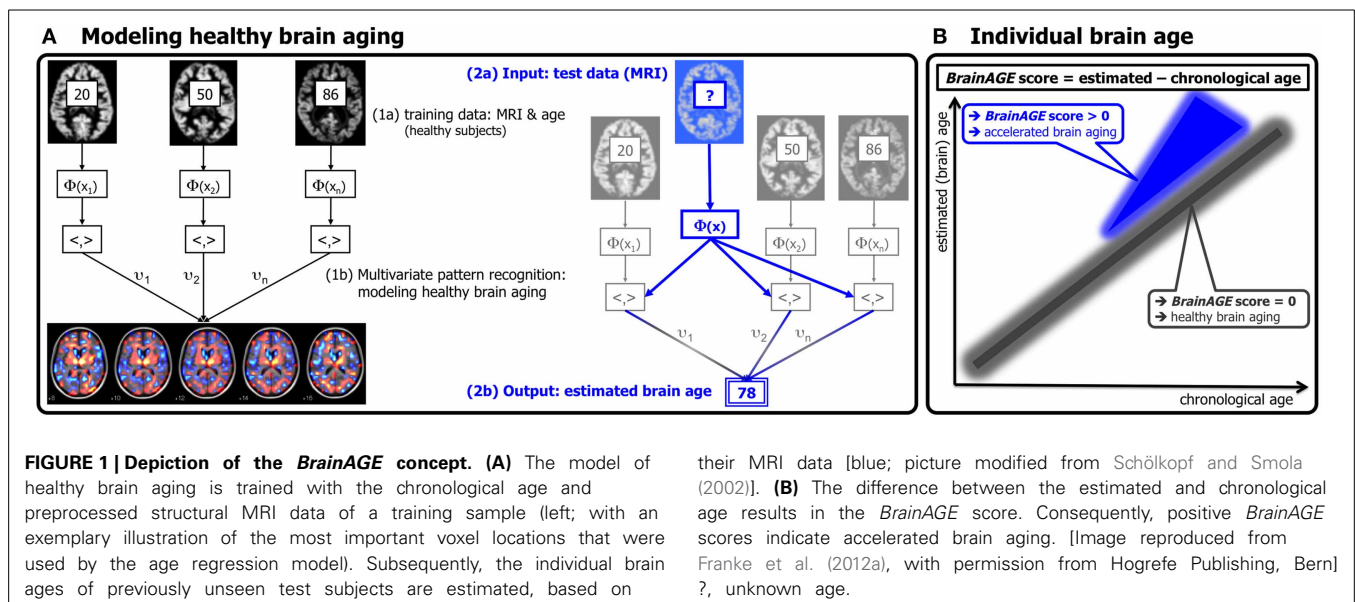 A Modeling healthy brain aging
20
50
86
(1a) training data: MRI & age
(healthy subjects)
Φ(x₁)
Φ(x₂)
Φ(xₙ)
<,>
<,>
<,>
υ₁
υ₂
υₙ
(1b) Multivariate pattern recognition:
modeling healthy brain aging
+8
+10
+12
+14
+16
(2a) Input: test data (MRI)
?
20
50
86
Φ(x)
Φ(x₁)
Φ(x₂)
Φ(xₙ)
<,>
<,>
<,>
υ₁
υ₂
υₙ
(2b) Output: estimated brain age
78
B Individual brain age
BrainAGE score = estimated – chronological age
estimated (brain) age
→ BrainAGE score > 0
→ accelerated brain aging
→ BrainAGE score = 0
→ healthy brain aging
chronological age
FIGURE 1 | Depiction of the BrainAGE concept. (A) The model of
healthy brain aging is trained with the chronological age and
preprocessed structural MRI data of a training sample (left; with an
exemplary illustration of the most important voxel locations that were
used by the age regression model). Subsequently, the individual brain
ages of previously unseen test subjects are estimated, based on
their MRI data [blue; picture modified from Schölkopf and Smola
(2002)]. (B) The difference between the estimated and chronological
age results in the BrainAGE score. Consequently, positive BrainAGE
scores indicate accelerated brain aging. [Image reproduced from
Franke et al. (2012a), with permission from Hogrefe Publishing, Bern]
?, unknown age.